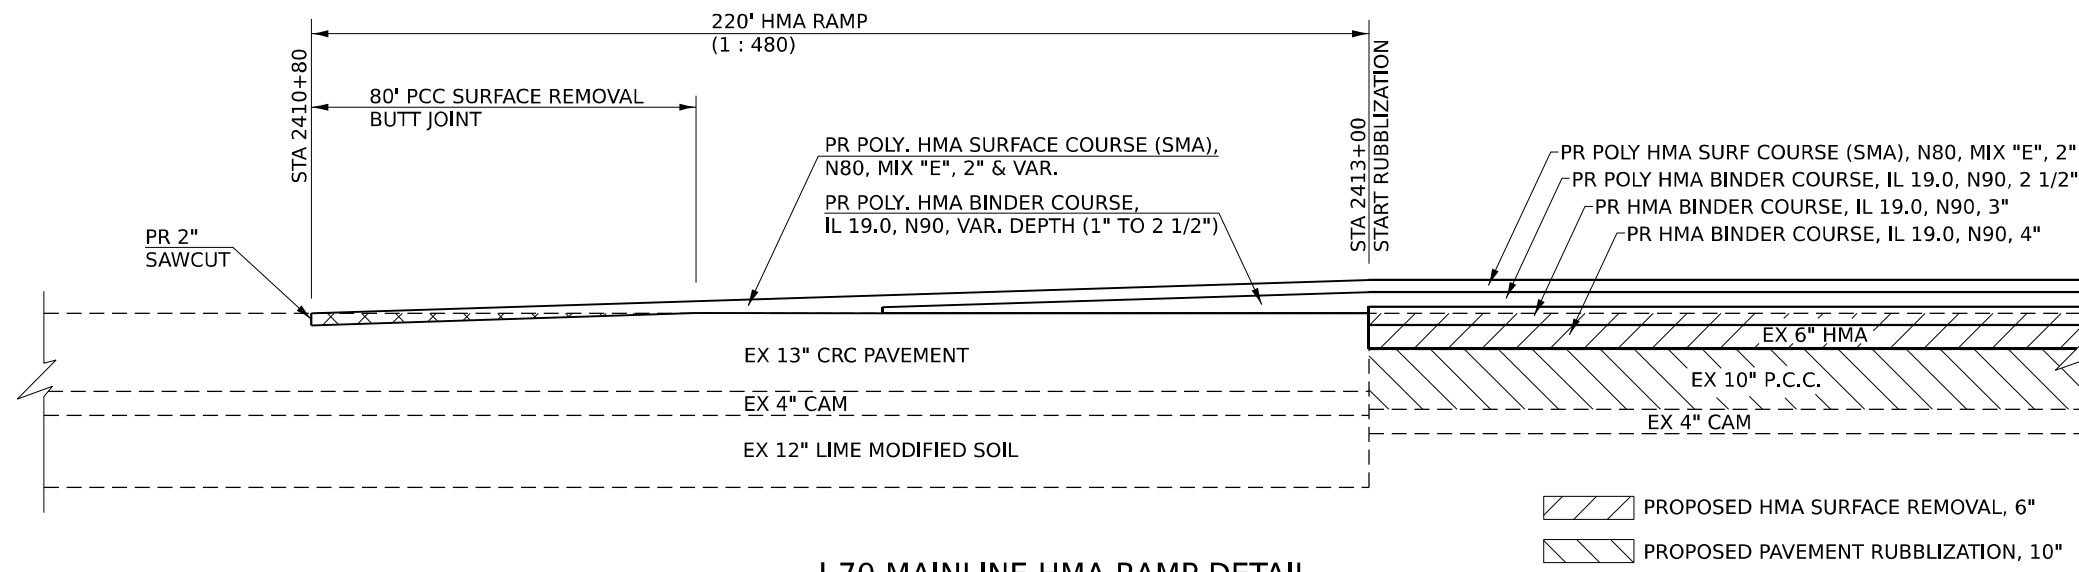 220' HMA RAMP
(1 : 480)
STA 2410+80
80' PCC SURFACE REMOVAL
BUTT JOINT
STA 2413+00
START RUBBLIZATION
PR POLY. HMA SURFACE COURSE (SMA),
N80, MIX "E", 2" & VAR.
PR POLY. HMA BINDER COURSE,
IL 19.0, N90, VAR. DEPTH (1" TO 2 1/2")
PR POLY HMA SURF COURSE (SMA), N80, MIX "E", 2"
PR POLY HMA BINDER COURSE, IL 19.0, N90, 2 1/2"
PR HMA BINDER COURSE, IL 19.0, N90, 3"
PR HMA BINDER COURSE, IL 19.0, N90, 4"
PR 2"
SAWCUT
EX 13" CRC PAVEMENT
EX 4" CAM
EX 12" LIME MODIFIED SOIL
EX 6" HMA
EX 10" P.C.C.
EX 4" CAM
PROPOSED HMA SURFACE REMOVAL, 6"
PROPOSED PAVEMENT RUBBLIZATION, 10"
I-70 MAINLINE HMA RAMP DETAIL